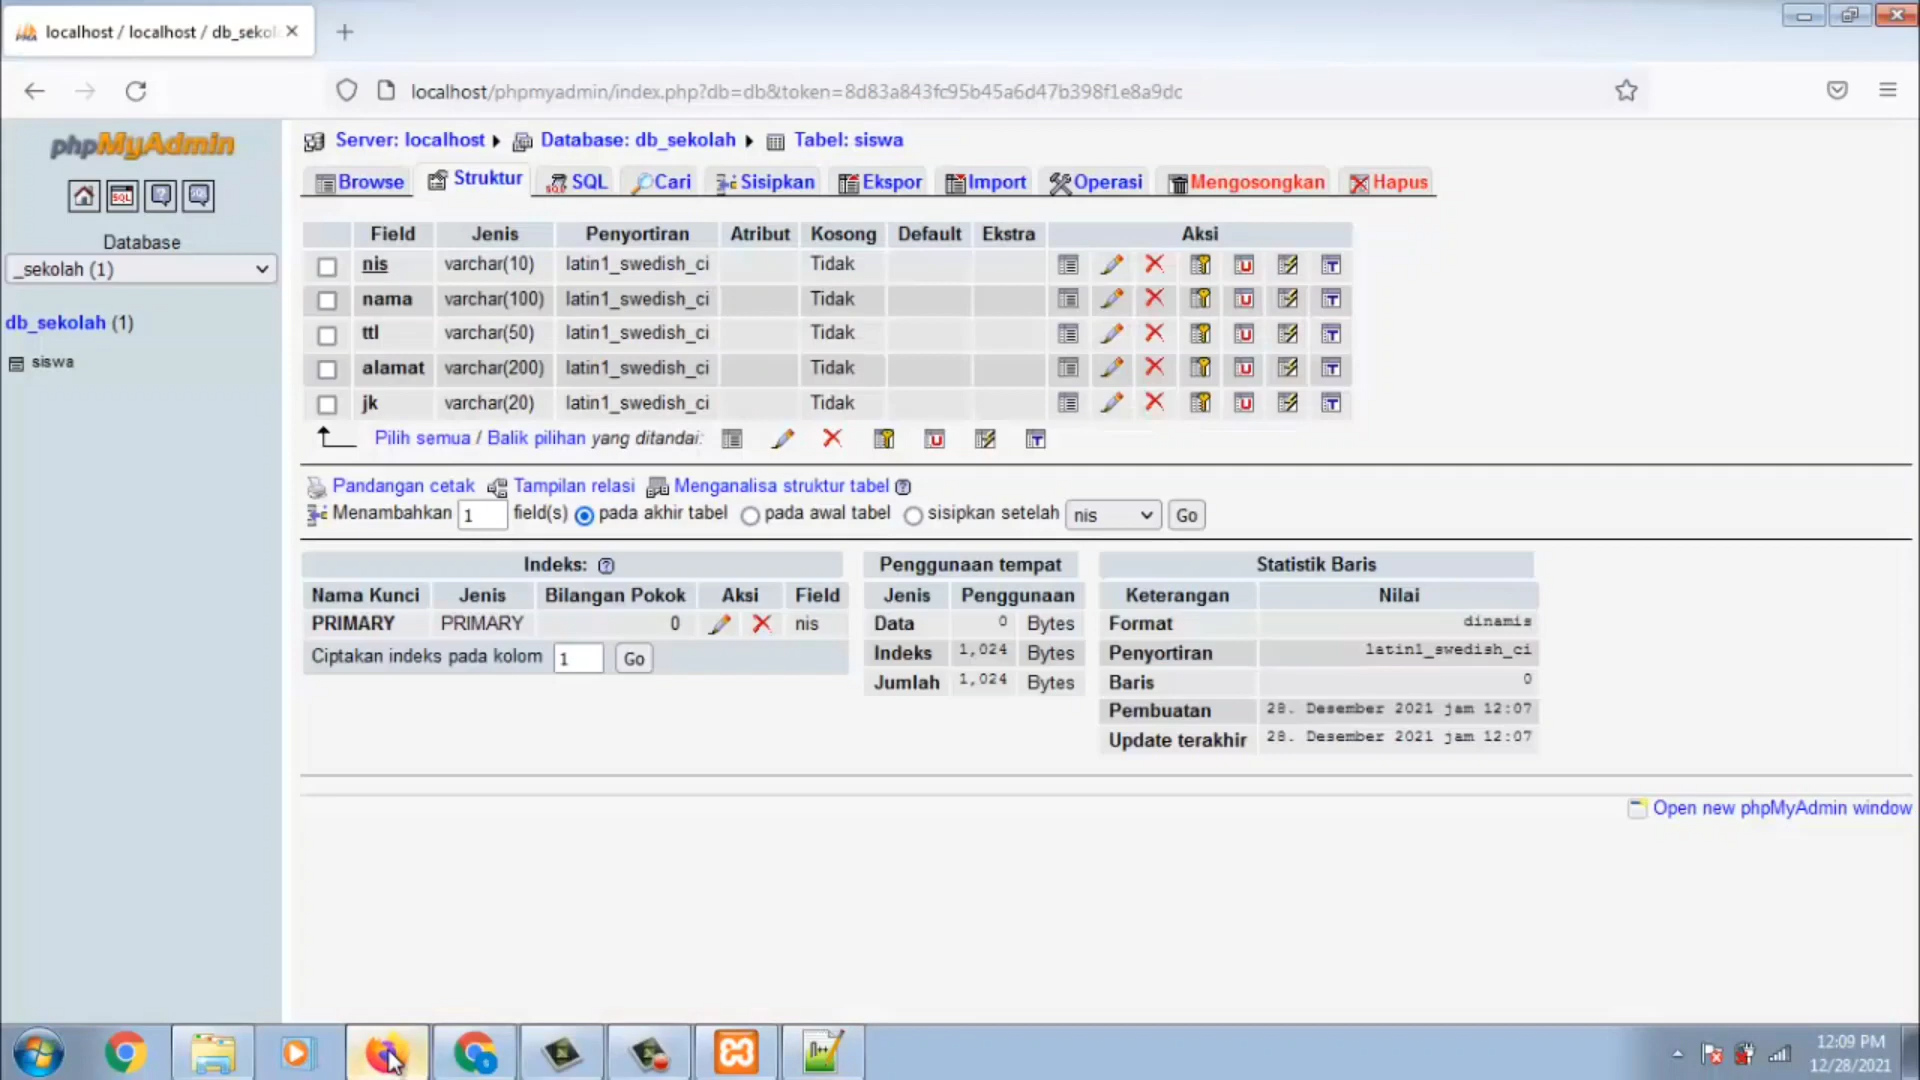 localhost / localhost / db_sekol
localhost/phpmyadmin/index.php?db=db&token=8d83a843fc95b45a6d47b398f1e8a9dc
phpMyAdmin
Database
_sekolah (1)
db_sekolah (1)
siswa
Server: localhost Database: db_sekolah Tabel: siswa
Browse Struktur SQL Cari Sisipkan Ekspor Import Operasi Mengosongkan Hapus
Field Jenis Penyortiran Atribut Kosong Default Ekstra Aksi
nis varchar(10) latin1_swedish_ci Tidak
nama varchar(100) latin1_swedish_ci Tidak
ttl varchar(50) latin1_swedish_ci Tidak
alamat varchar(200) latin1_swedish_ci Tidak
jk varchar(20) latin1_swedish_ci Tidak
Pilih semua / Balik pilihan yang ditandai:
Pandangan cetak Tampilan relasi Menganalisa struktur tabel
Menambahkan 1 field(s) pada akhir tabel pada awal tabel sisipkan setelah nis Go
Indeks:
Nama Kunci Jenis Bilangan Pokok Aksi Field
PRIMARY PRIMARY 0 nis
Ciptakan indeks pada kolom 1 Go
Penggunaan tempat
Jenis Penggunaan
Data 0 Bytes
Indeks 1,024 Bytes
Jumlah 1,024 Bytes
Statistik Baris
Keterangan Nilai
Format dinamis
Penyortiran latin1_swedish_ci
Baris 0
Pembuatan 28. Desember 2021 jam 12:07
Update terakhir 28. Desember 2021 jam 12:07
Open new phpMyAdmin window
12:09 PM
12/28/2021